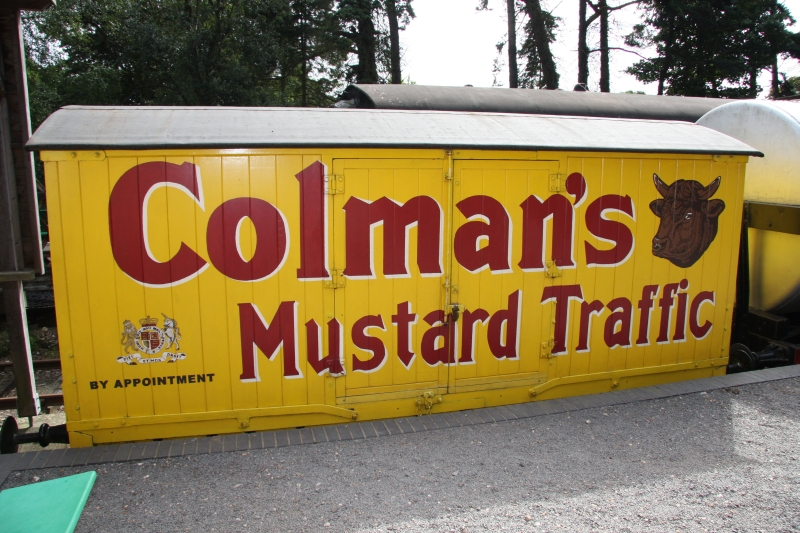 Colman's
Mustard Traffic
BY APPOINTMENT